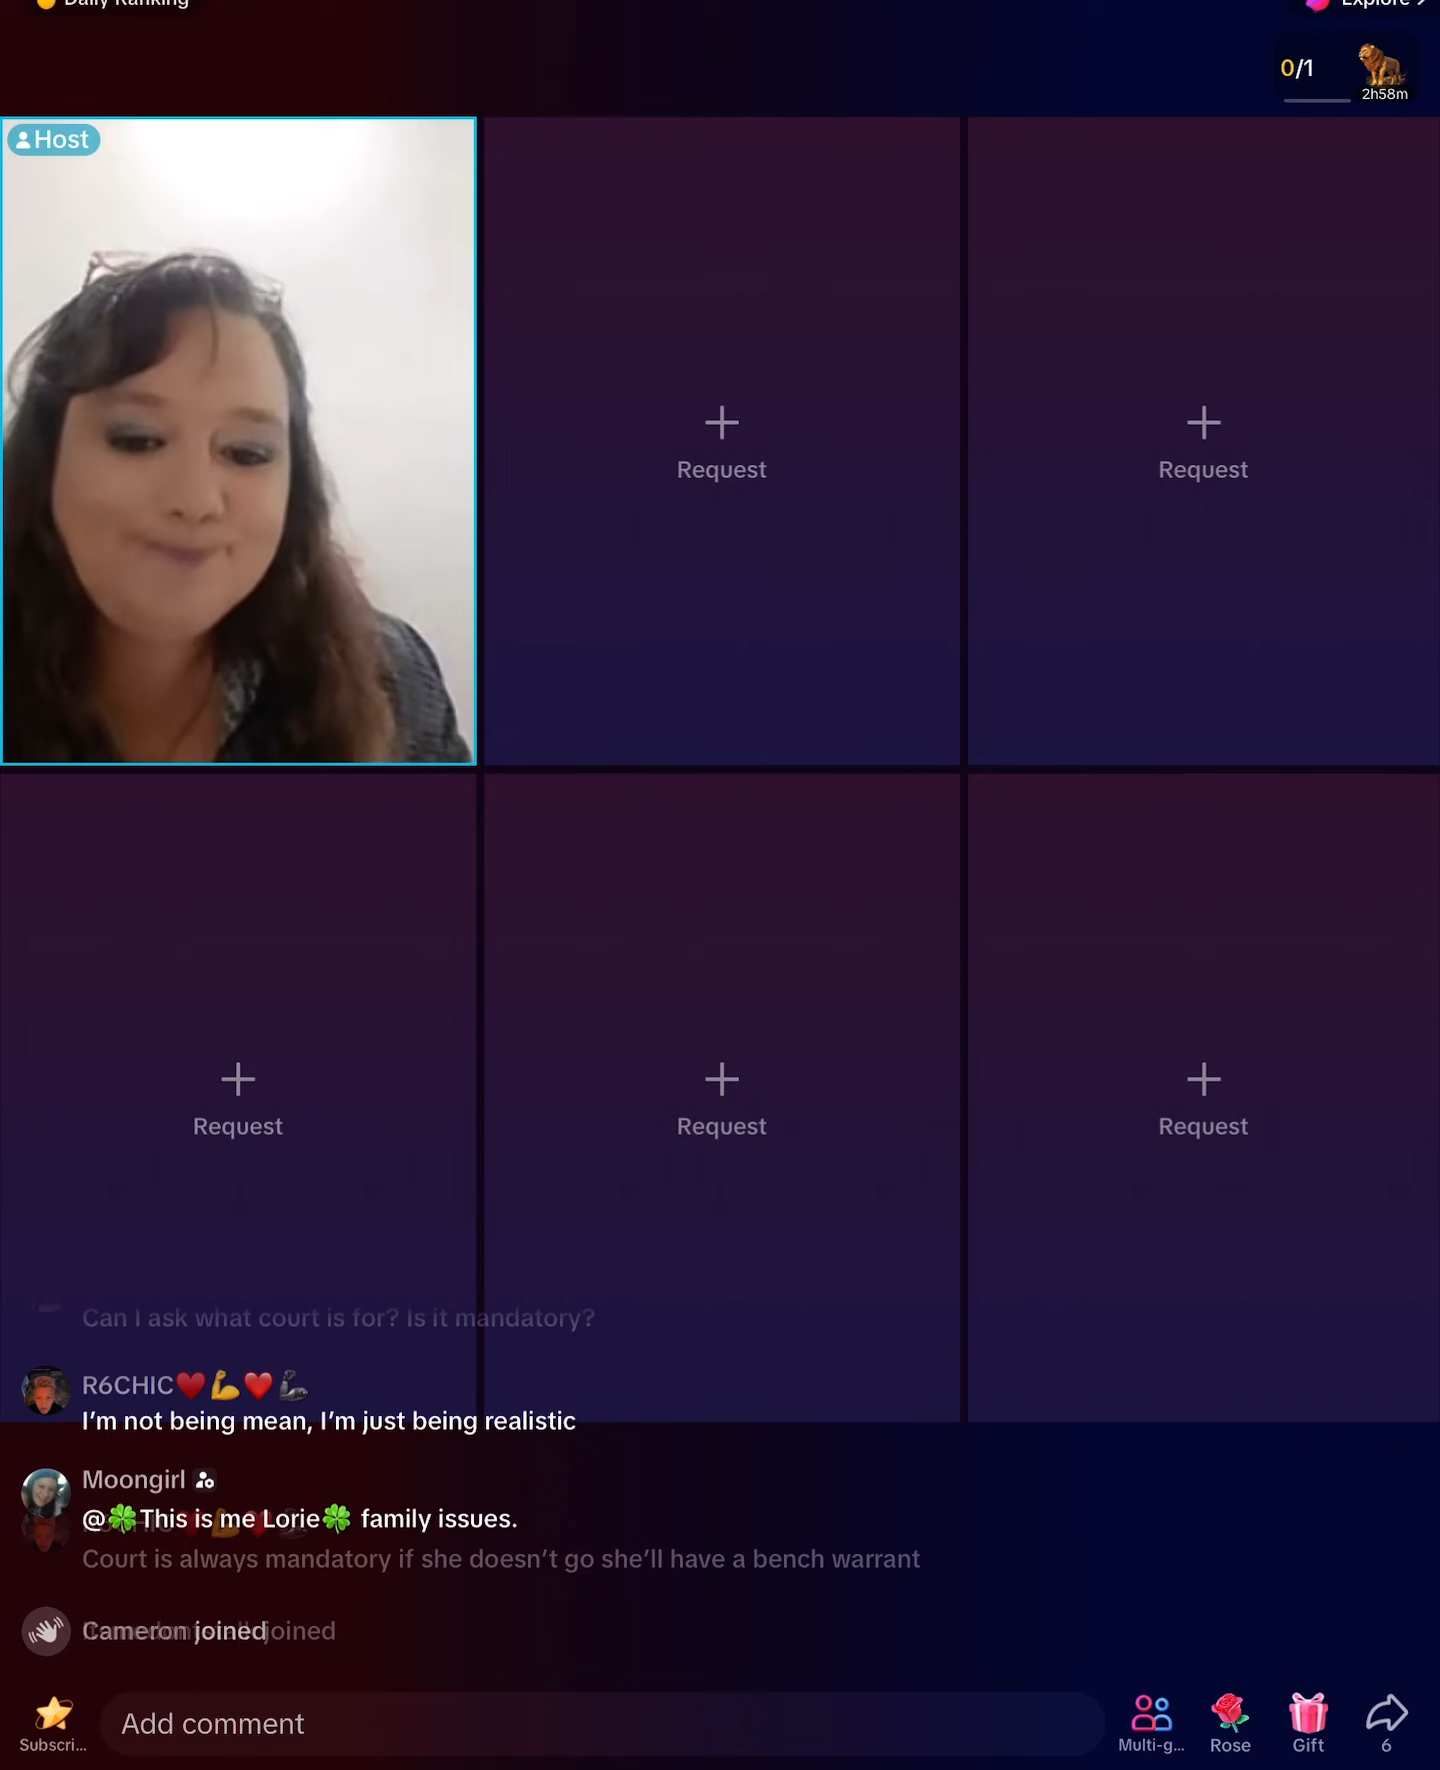 Daily Ranking
Explore >
0/1
2h58m
Host
Request
Request
Request
Request
Request
Can I ask what court is for? Is it mandatory?
R6CHIC❤️💪❤️🦾
I’m not being mean, I’m just being realistic
Moongirl
@🍀This is me Lorie🍀 family issues.
Court is always mandatory if she doesn’t go she’ll have a bench warrant
Cameron joined
joined
Add comment
Subscri...
Multi-g...
Rose
Gift
6